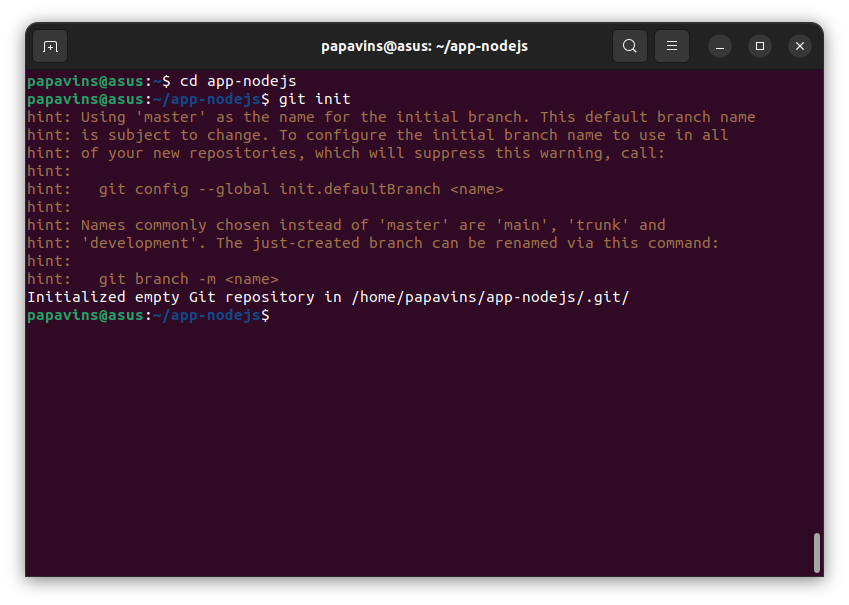 papavins@asus: ~/app-nodejs
papavins@asus:~$ cd app-nodejs
papavins@asus:~/app-nodejs$ git init
hint: Using 'master' as the name for the initial branch. This default branch name
hint: is subject to change. To configure the initial branch name to use in all
hint: of your new repositories, which will suppress this warning, call:
hint:
hint:   git config --global init.defaultBranch <name>
hint:
hint: Names commonly chosen instead of 'master' are 'main', 'trunk' and
hint: 'development'. The just-created branch can be renamed via this command:
hint:
hint:   git branch -m <name>
Initialized empty Git repository in /home/papavins/app-nodejs/.git/
papavins@asus:~/app-nodejs$